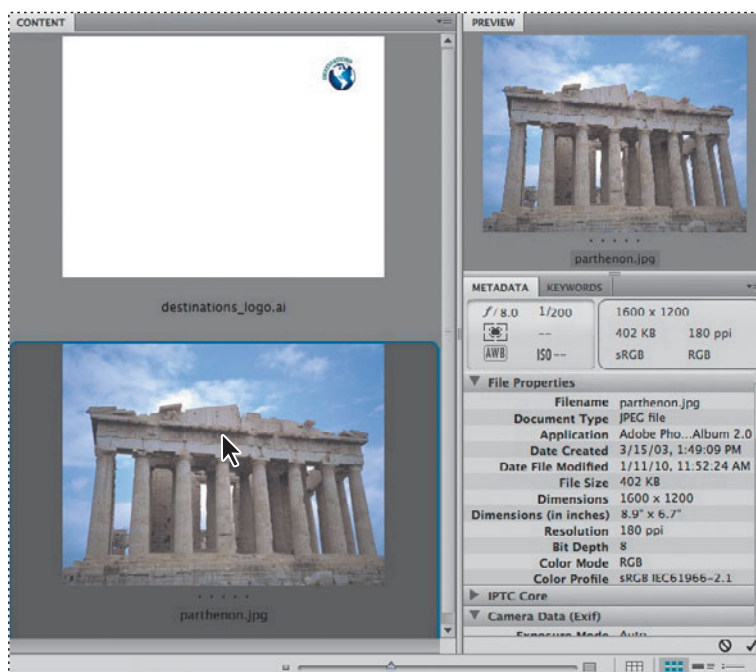 CONTENT
DESTINATIONS
destinations_logo.ai
parthenon.jpg
PREVIEW
parthenon.jpg
METADATA KEYWORDS
f/8.0 1/200
--
AWB ISO --
1600 x 1200
402 KB 180 ppi
sRGB RGB
File Properties
Filename parthenon.jpg
Document Type JPEG file
Application Adobe Pho...Album 2.0
Date Created 3/15/03, 1:49:09 PM
Date File Modified 1/11/10, 11:52:24 AM
File Size 402 KB
Dimensions 1600 x 1200
Dimensions (in inches) 8.9" x 6.7"
Resolution 180 ppi
Bit Depth 8
Color Mode RGB
Color Profile sRGB IEC61966-2.1
IPTC Core
Camera Data (Exif)
Exposure Mode Auto